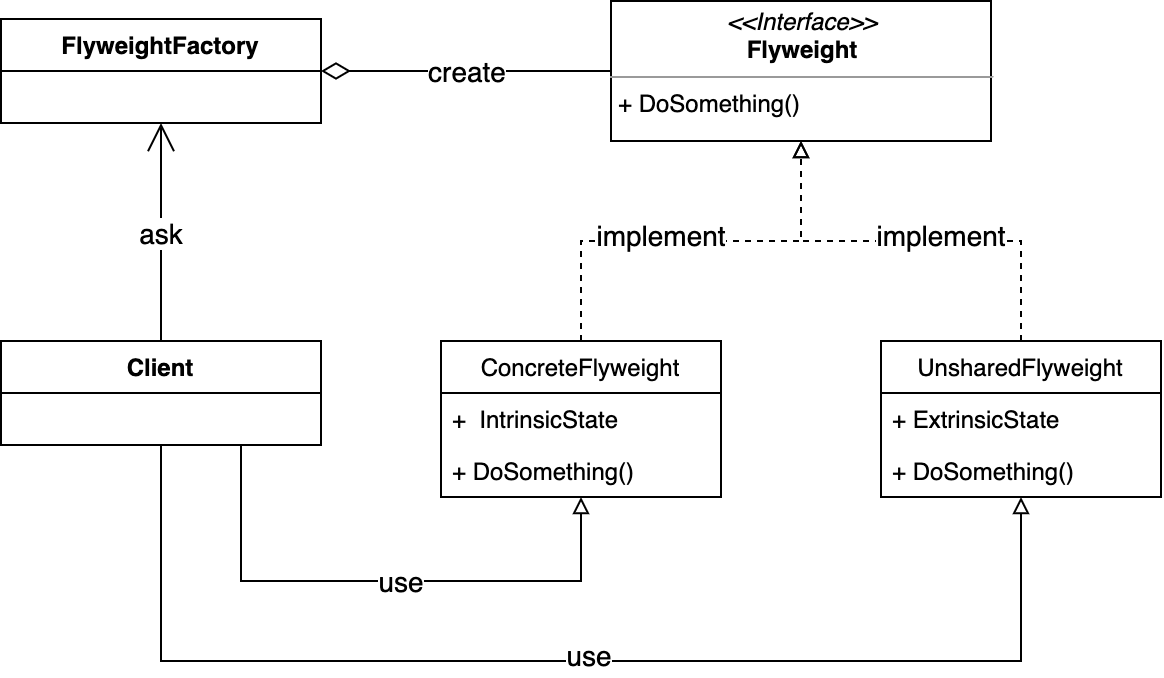 <<Interface>>
FlyweightFactory
Flyweight
create
+ DoSomething()
ask
implement
implement
Client
ConcreteFlyweight
UnsharedFlyweight
+ IntrinsicState
+ ExtrinsicState
+ DoSomething()
+ DoSomething()
use
use